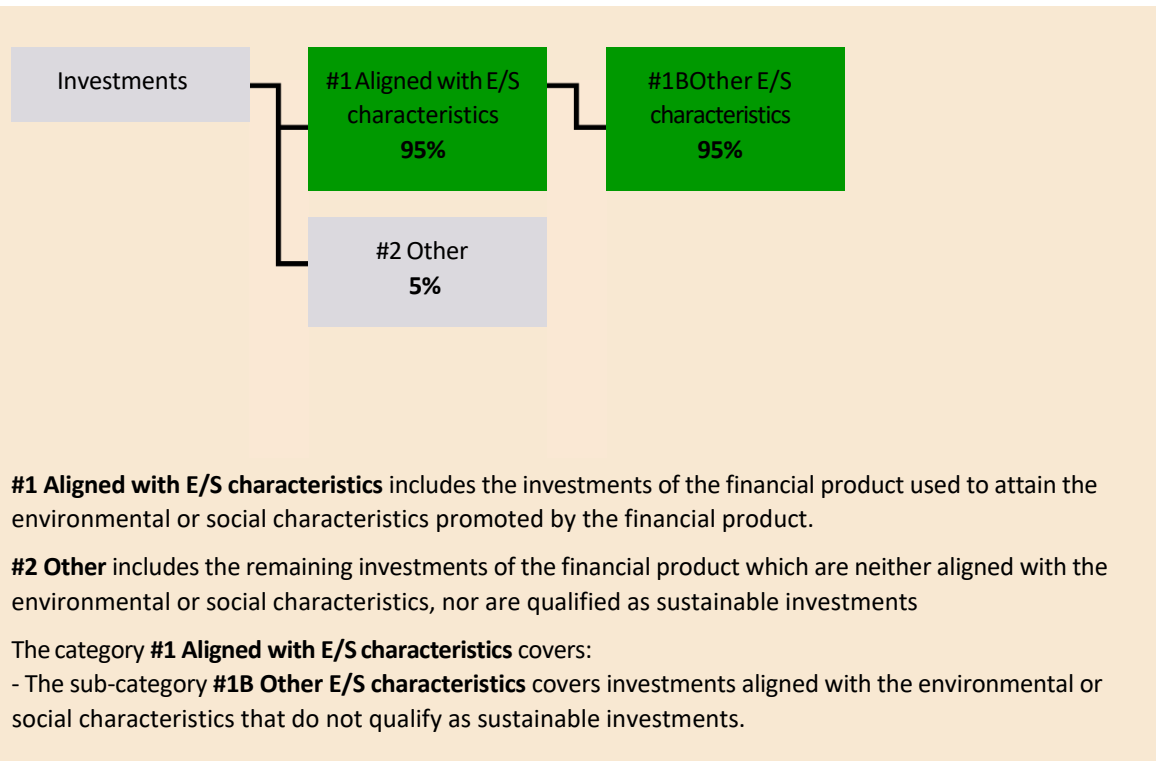 Investments
#1 Aligned with E/S
characteristics
95%
#1BOther E/S
characteristics
95%
#2 Other
5%
#1 Aligned with E/S characteristics includes the investments of the financial product used to attain the
environmental or social characteristics promoted by the financial product.
#2 Other includes the remaining investments of the financial product which are neither aligned with the
environmental or social characteristics, nor are qualified as sustainable investments
The category #1 Aligned with E/S characteristics covers:
- The sub-category #1B Other E/S characteristics covers investments aligned with the environmental or
social characteristics that do not qualify as sustainable investments.